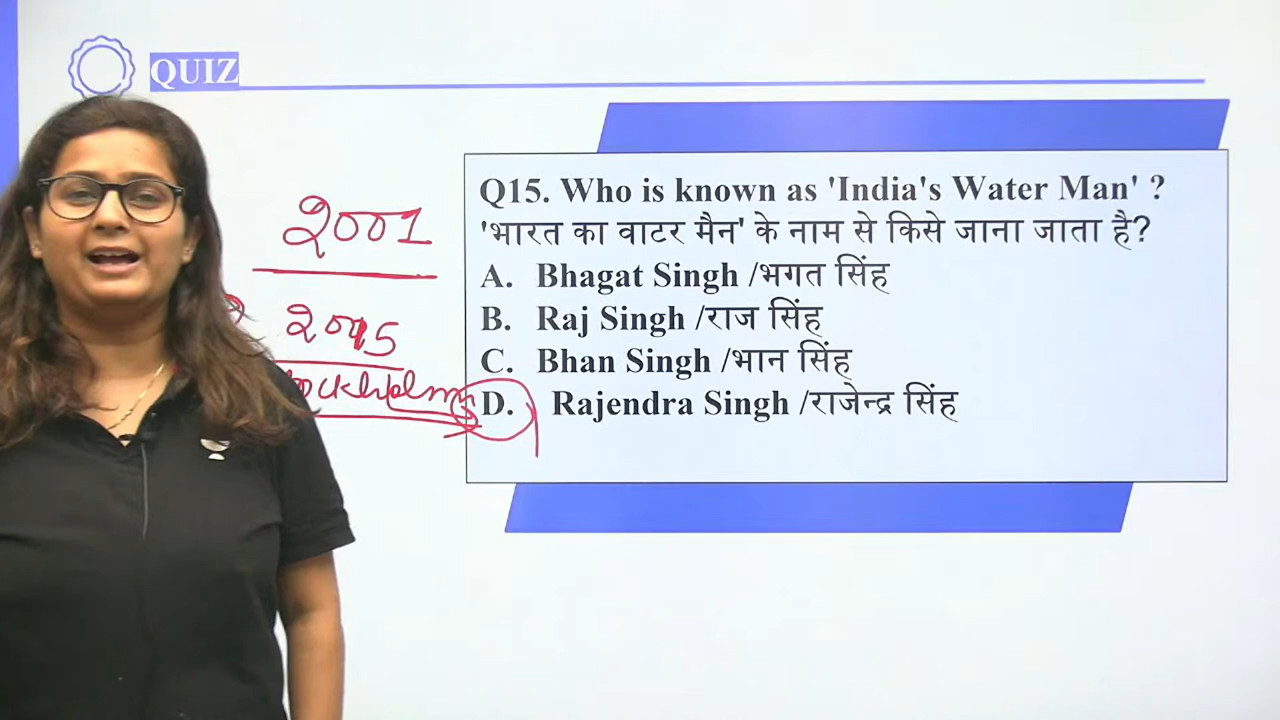 QUIZ
Q15. Who is known as 'India's Water Man' ?
'भारत का वाटर मैन' के नाम से किसे जाना जाता है?
A. Bhagat Singh /भगत सिंह
B. Raj Singh /राज सिंह
C. Bhan Singh /भान सिंह
D. Rajendra Singh /राजेन्द्र सिंह
2001